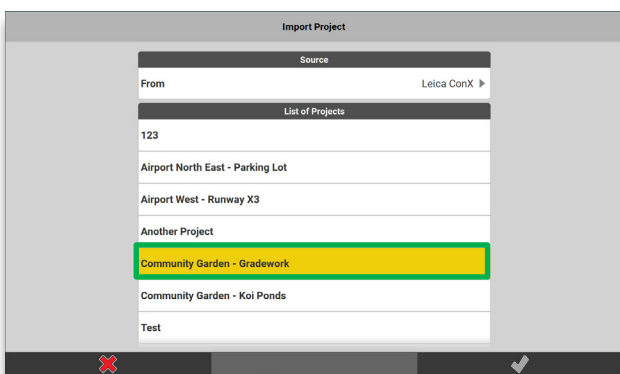 Import Project
Source
From Leica ConX
List of Projects
123
Airport North East - Parking Lot
Airport West - Runway X3
Another Project
Community Garden - Gradework
Community Garden - Koi Ponds
Test